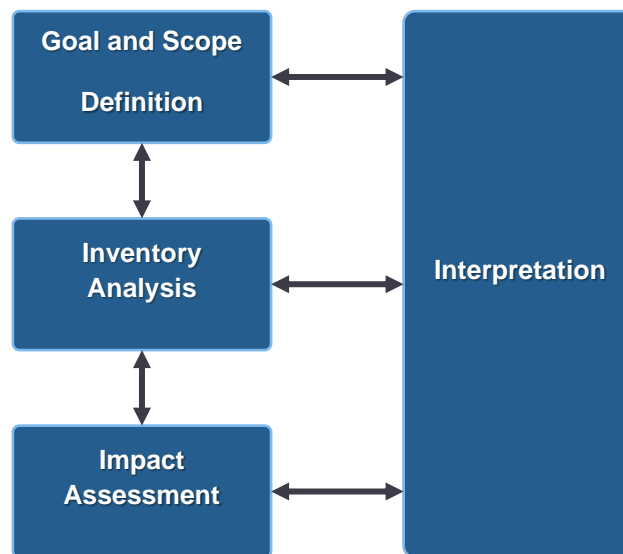 Goal and Scope
Definition
Inventory
Analysis
Interpretation
Impact
Assessment